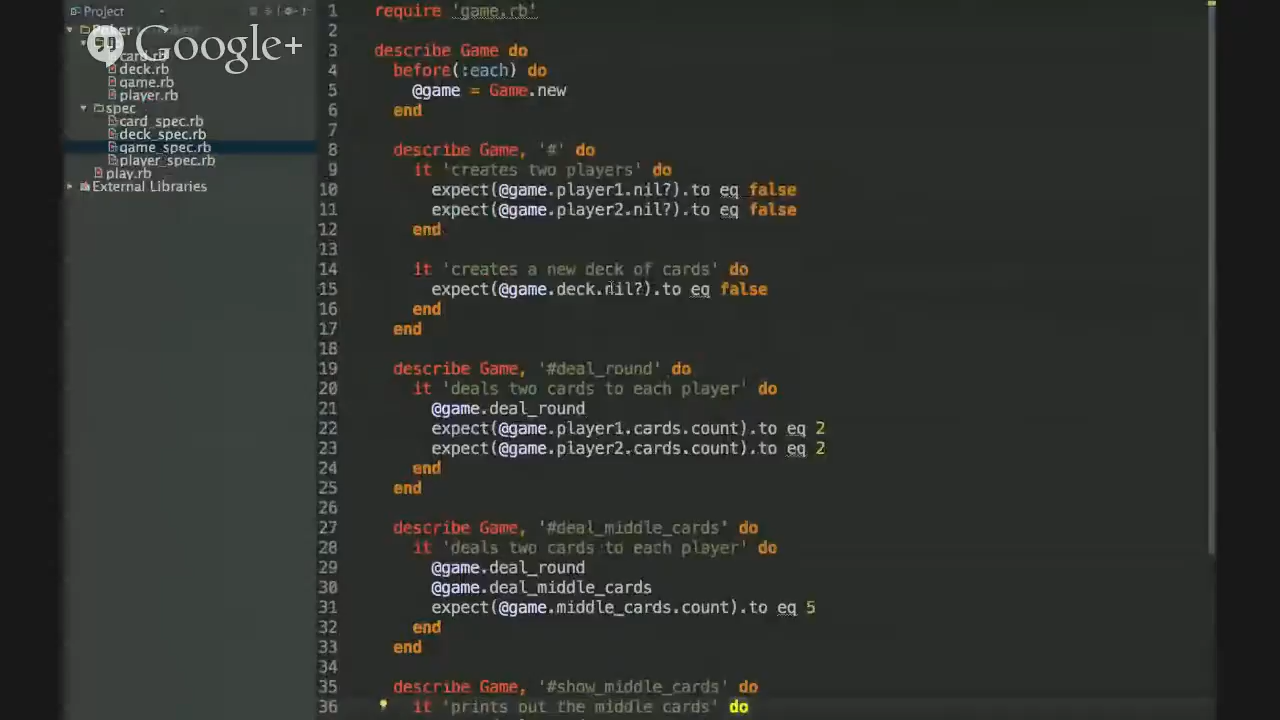 Project
Poker
Google+
card.rb
deck.rb
game.rb
player.rb
spec
card_spec.rb
deck_spec.rb
game_spec.rb
player_spec.rb
play.rb
External Libraries
1 require 'game.rb'
2
3 describe Game do
4 before(:each) do
5 @game = Game.new
6 end
7
8 describe Game, '#' do
9 it 'creates two players' do
10 expect(@game.player1.nil?).to eq false
11 expect(@game.player2.nil?).to eq false
12 end
13
14 it 'creates a new deck of cards' do
15 expect(@game.deck.nil?).to eq false
16 end
17 end
18
19 describe Game, '#deal_round' do
20 it 'deals two cards to each player' do
21 @game.deal_round
22 expect(@game.player1.cards.count).to eq 2
23 expect(@game.player2.cards.count).to eq 2
24 end
25 end
26
27 describe Game, '#deal_middle_cards' do
28 it 'deals two cards to each player' do
29 @game.deal_round
30 @game.deal_middle_cards
31 expect(@game.middle_cards.count).to eq 5
32 end
33 end
34
35 describe Game, '#show_middle_cards' do
36 it 'prints out the middle cards' do